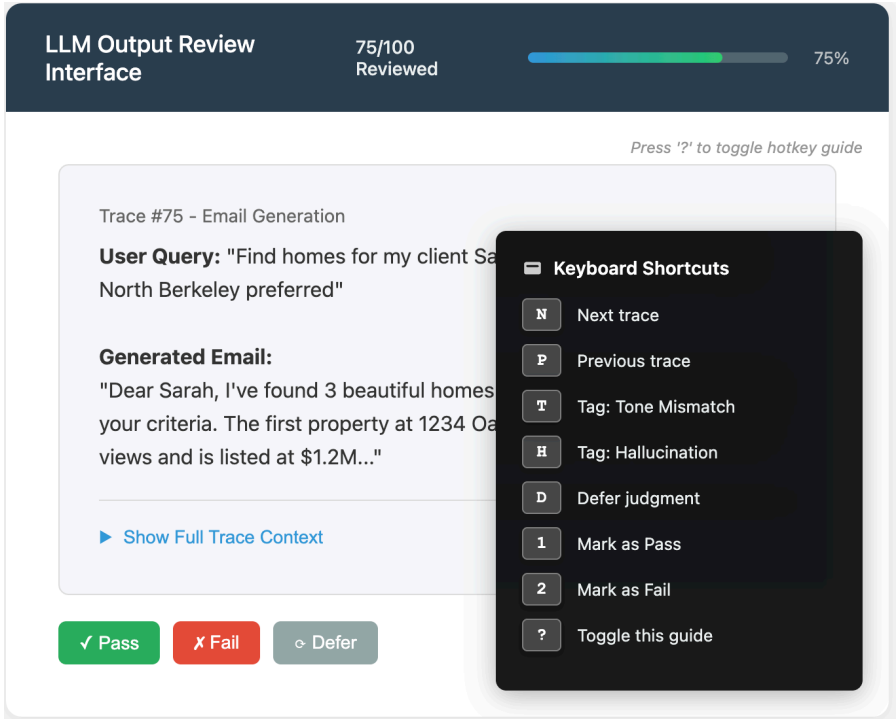 LLM Output Review
Interface
75/100
Reviewed
75%
Press '?' to toggle hotkey guide
Trace #75 - Email Generation
User Query: "Find homes for my client
North Berkeley preferred"
Generated Email:
"Dear Sarah, I've found 3 beautiful homes
your criteria. The first property at 1234
views and is listed at $1.2M..."
▶ Show Full Trace Context
✓ Pass
✗ Fail
⟳ Defer
Keyboard Shortcuts
N Next trace
P Previous trace
T Tag: Tone Mismatch
H Tag: Hallucination
D Defer judgment
1 Mark as Pass
2 Mark as Fail
? Toggle this guide